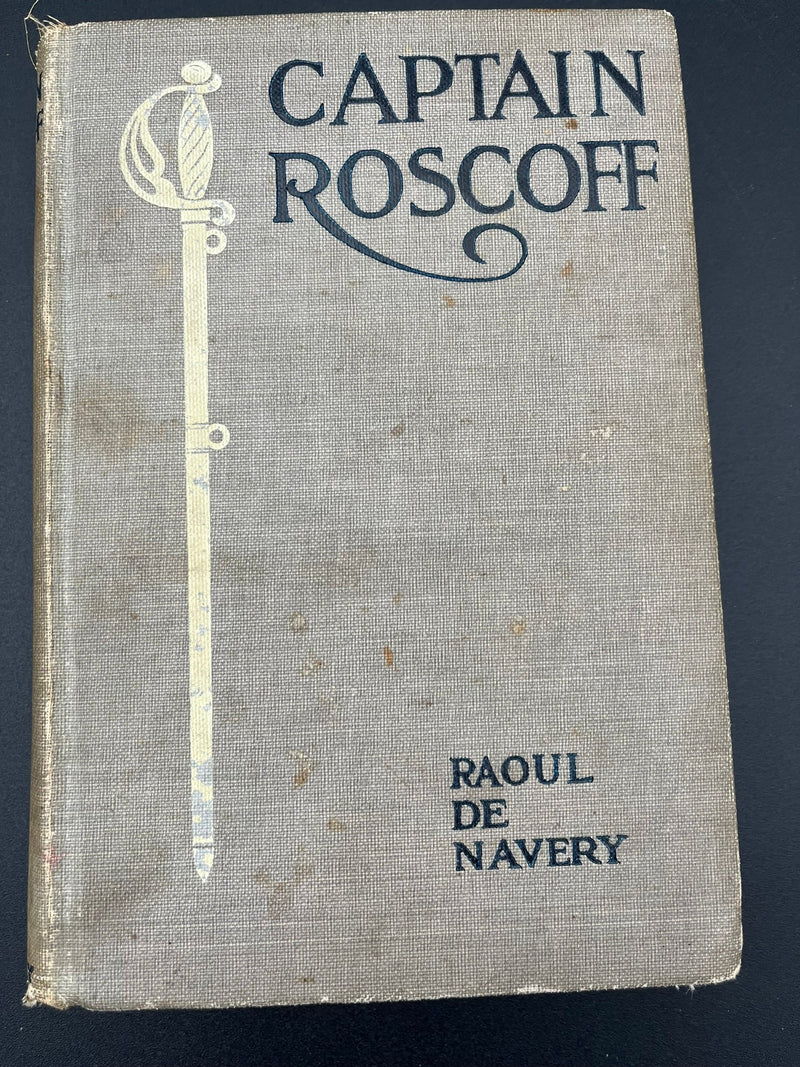 CAPTAIN
ROSCOFF
RAOUL
DE
NAVERY